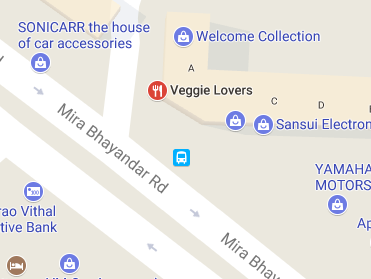 SONICARR the house
of car accessories
Welcome Collection
A
Veggie Lovers
C
D
Sansui Electron
Mira Bhayandar Rd
YAMAHA
MOTORS
100
rao Vithal
tive Bank
Ap
Mira Bhay